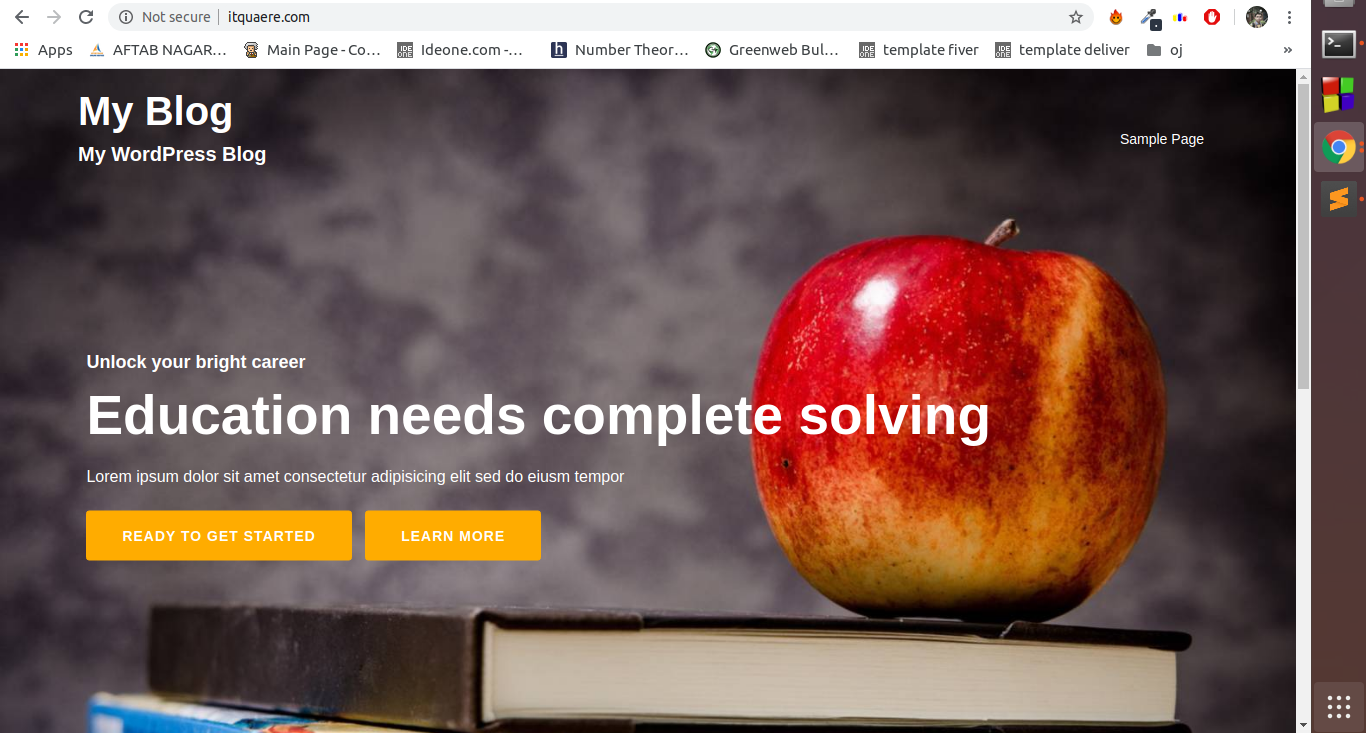 Not secure | itquaere.com
Apps AFTAB NAGAR… Main Page - Co… Ideone.com -… Number Theor… Greenweb Bul… template fiver template deliver oj »
My Blog
My WordPress Blog
Sample Page
Unlock your bright career
Education needs complete solving
Lorem ipsum dolor sit amet consectetur adipisicing elit sed do eiusm tempor
READY TO GET STARTED LEARN MORE